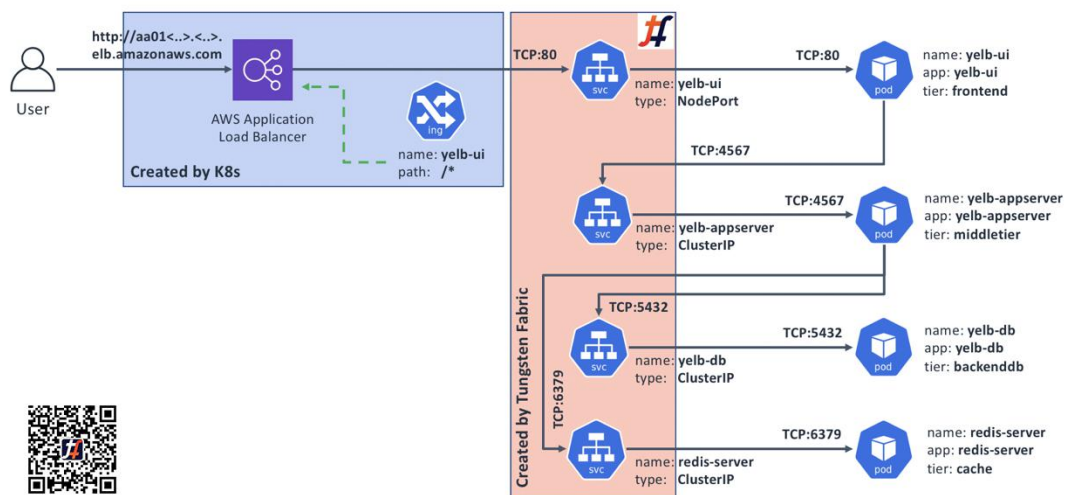 http://aa01<..>.<..>.
elb.amazonaws.com
User
AWS Application
Load Balancer
ing
name: yelb-ui
path: /*
Created by K8s
TCP:80
svc
name: yelb-ui
type: NodePort
TCP:80
pod
name: yelb-ui
app: yelb-ui
tier: frontend
TCP:4567
svc
name: yelb-appserver
type: ClusterIP
TCP:4567
pod
name: yelb-appserver
app: yelb-appserver
tier: middletier
TCP:5432
svc
name: yelb-db
type: ClusterIP
TCP:5432
pod
name: yelb-db
app: yelb-db
tier: backenddb
TCP:6379
svc
name: redis-server
type: ClusterIP
TCP:6379
pod
name: redis-server
app: redis-server
tier: cache
Created by Tungsten Fabric